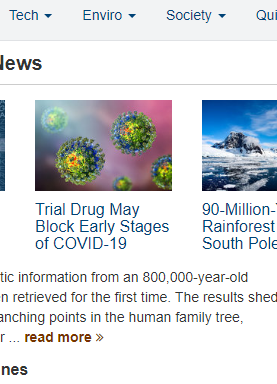 Tech Enviro Society Qui
News
Trial Drug May
Block Early Stages
of COVID-19
90-Million-
Rainforest
South Pole
tic information from an 800,000-year-old
n retrieved for the first time. The results shed
anching points in the human family tree,
r ... read more »
nes